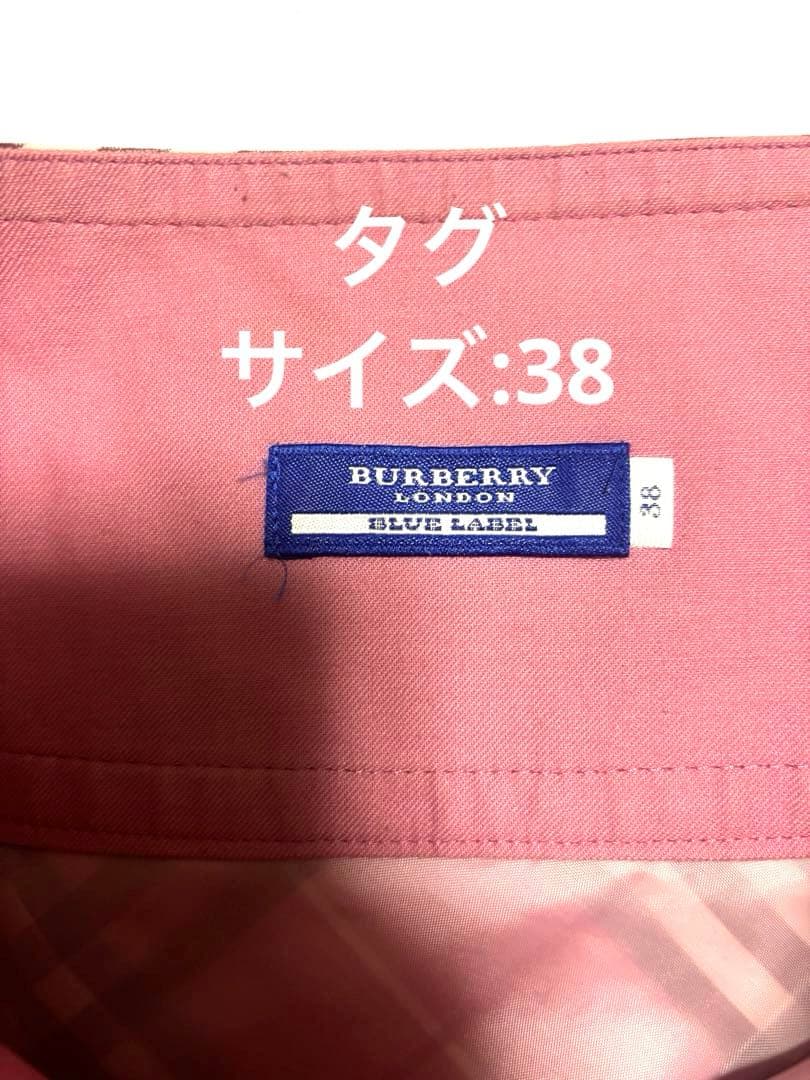 タグ
サイズ:38
BURBERRY
LONDON
BLUE LABEL
38